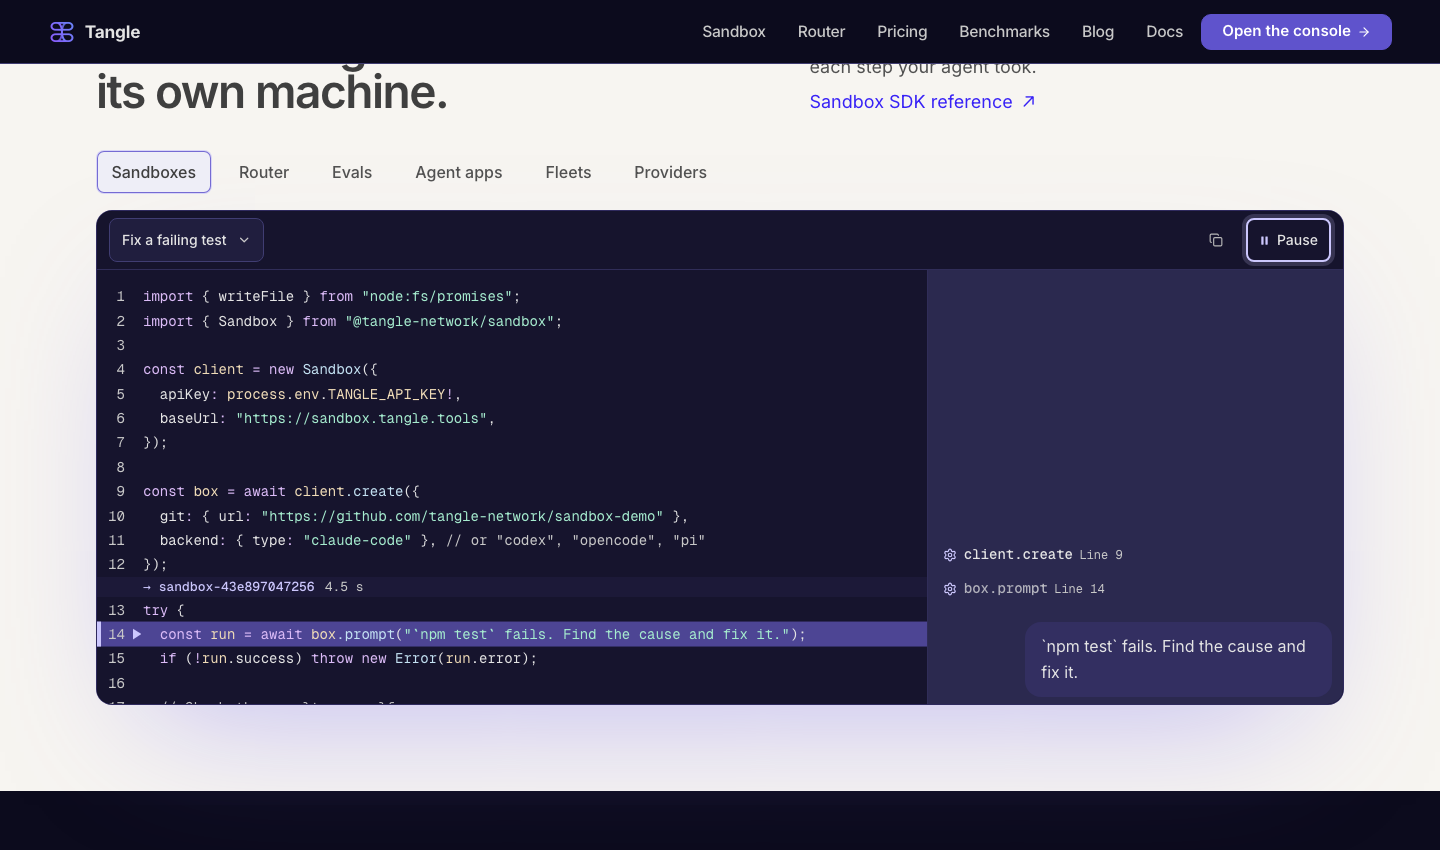 Tangle
Sandbox
Router
Pricing
Benchmarks
Blog
Docs
Open the console →
its own machine.
each step your agent took.
Sandbox SDK reference ↗
Sandboxes
Router
Evals
Agent apps
Fleets
Providers
Fix a failing test
Pause
1 import { writeFile } from "node:fs/promises";
2 import { Sandbox } from "@tangle-network/sandbox";
3
4 const client = new Sandbox({
5   apiKey: process.env.TANGLE_API_KEY!,
6   baseUrl: "https://sandbox.tangle.tools",
7 });
8
9 const box = await client.create({
10   git: { url: "https://github.com/tangle-network/sandbox-demo" },
11   backend: { type: "claude-code" }, // or "codex", "opencode", "pi"
12 });
→ sandbox-43e897047256 4.5 s
13 try {
14   const run = await box.prompt("`npm test` fails. Find the cause and fix it.");
15   if (!run.success) throw new Error(run.error);
16
client.create Line 9
box.prompt Line 14
`npm test` fails. Find the cause and
fix it.